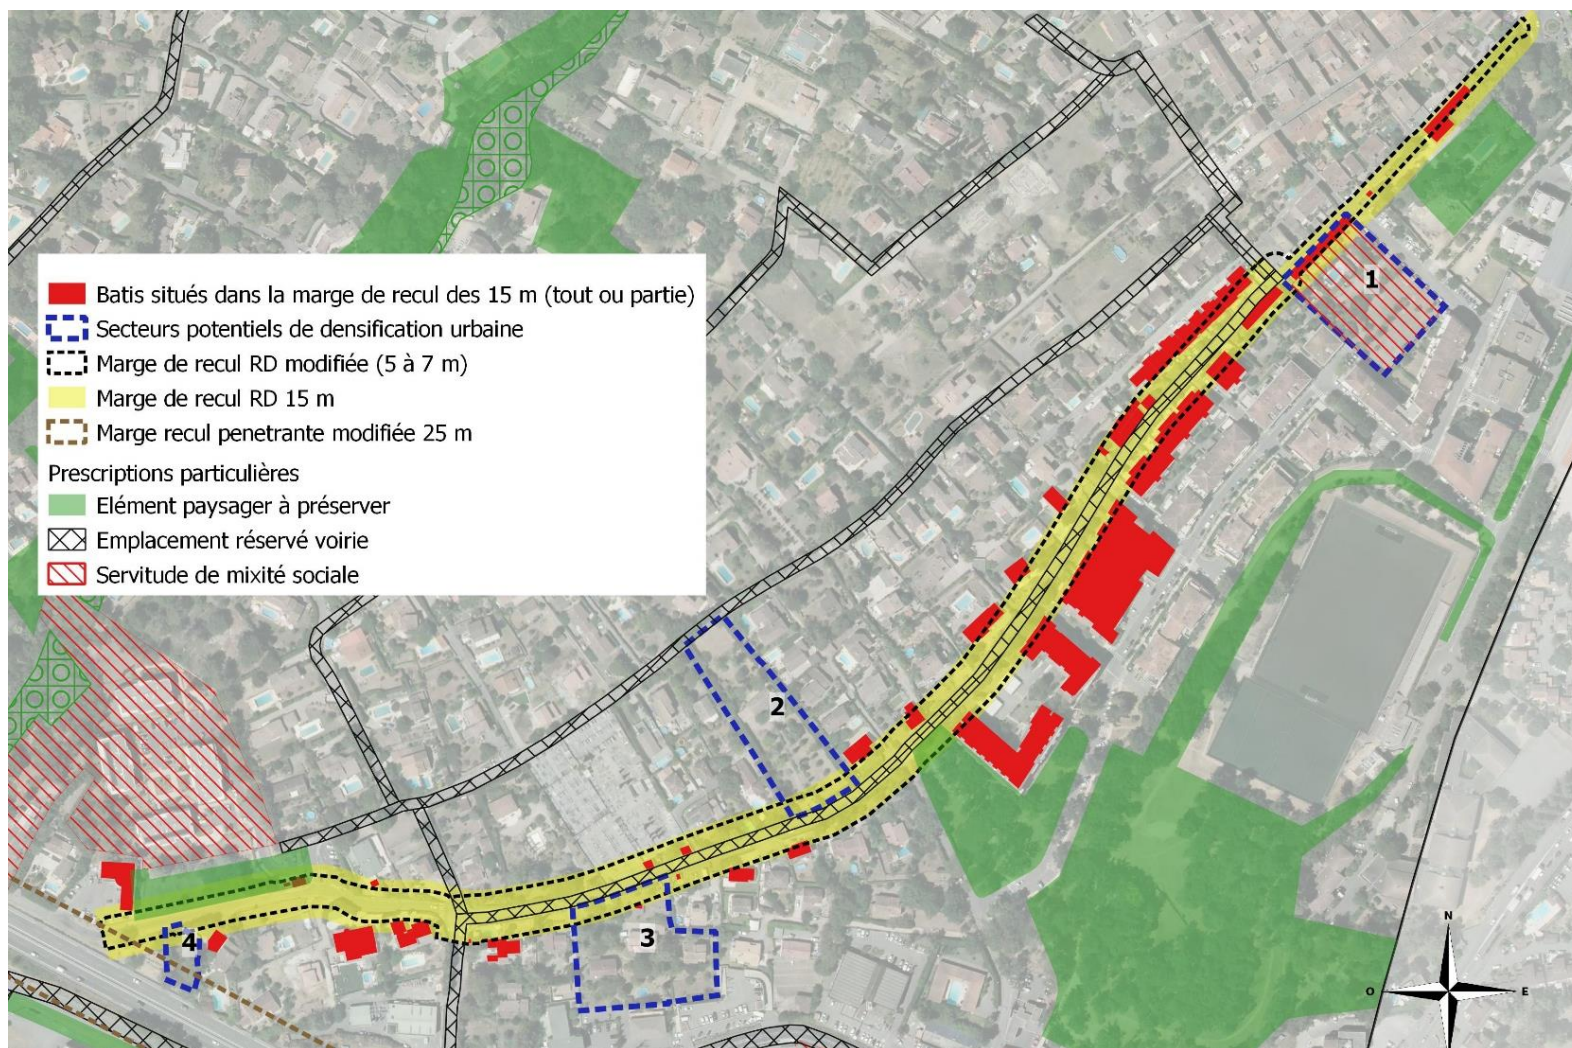 1
Batis situés dans la marge de recul des 15 m (tout ou partie)
Secteurs potentiels de densification urbaine
Marge de recul RD modifiée (5 à 7 m)
Marge de recul RD 15 m
Marge recul penetrante modifiée 25 m
Prescriptions particulières
Elément paysager à préserver
Emplacement réservé voirie
Servitude de mixité sociale
2
3
4
N
O
E